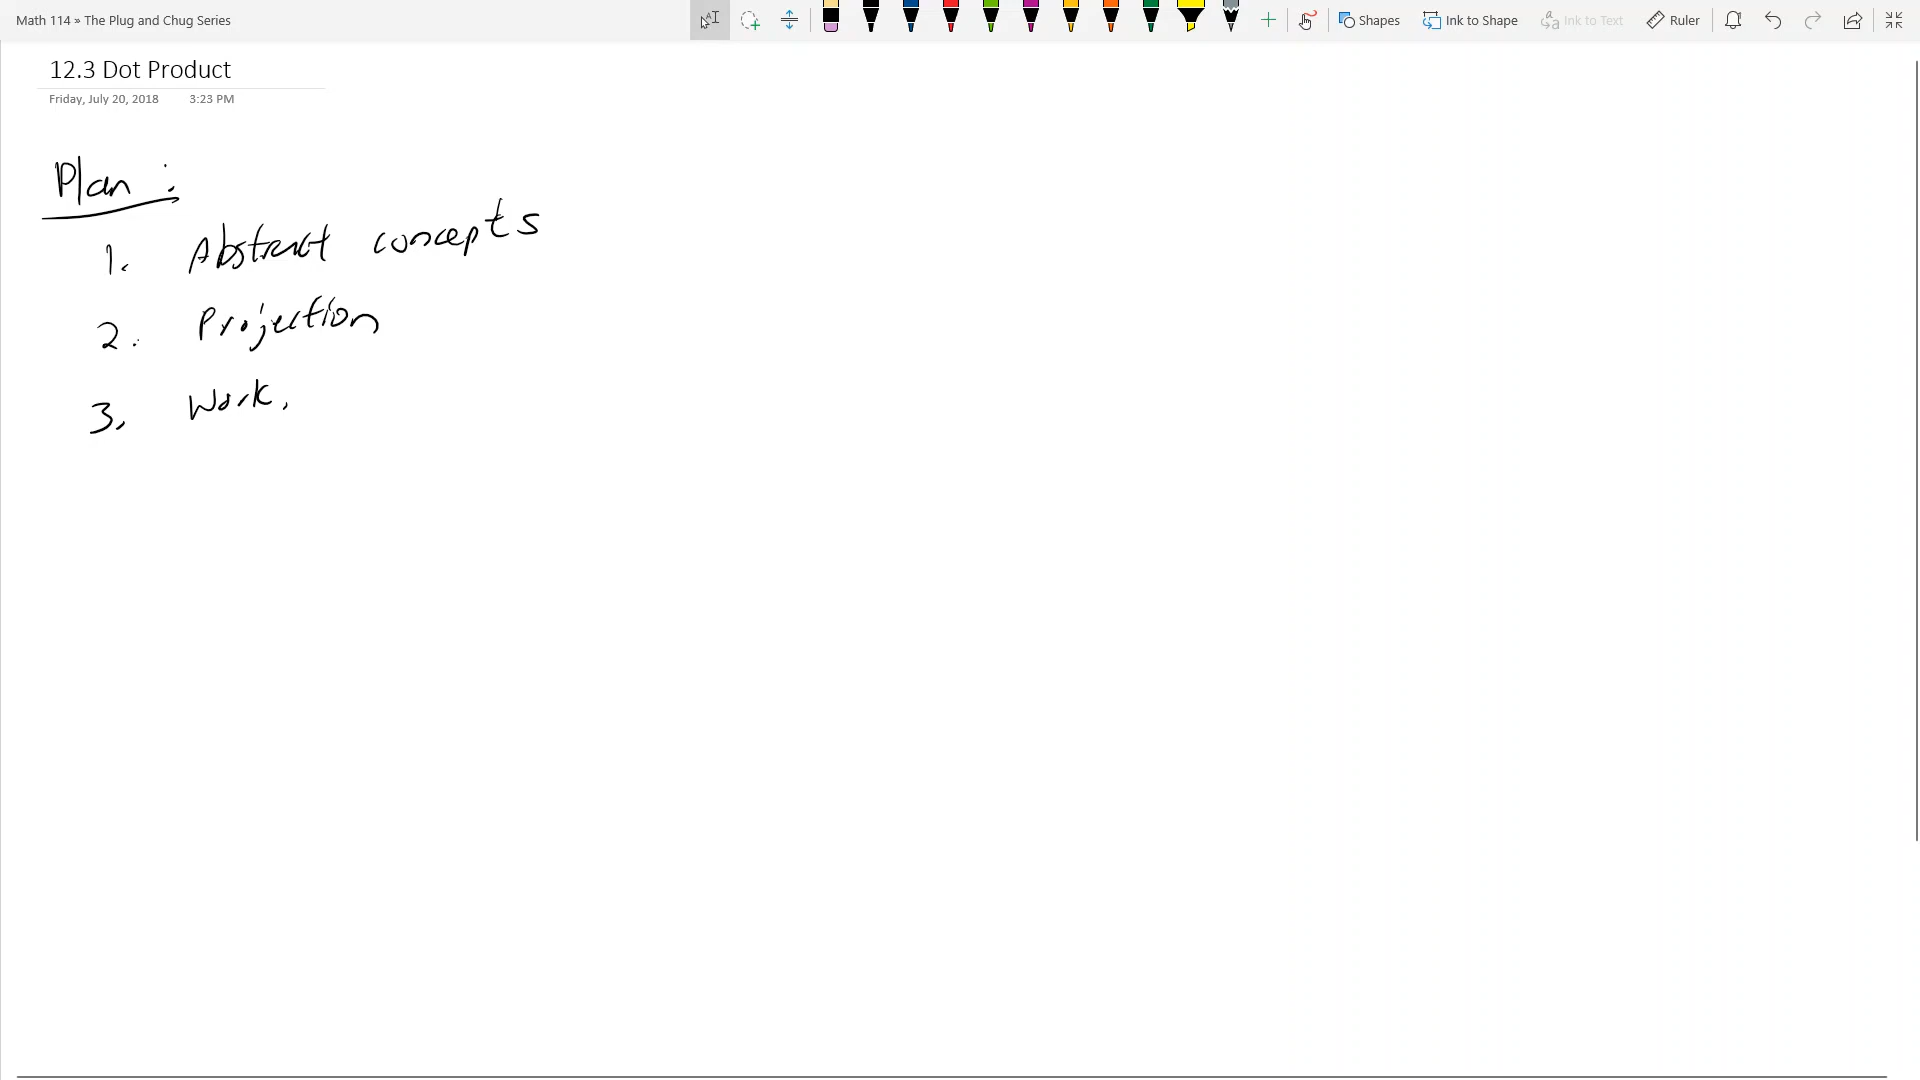 Math 114 » The Plug and Chug Series
Shapes
Ink to Shape
Ink to Text
Ruler
12.3 Dot Product
Friday, July 20, 2018 3:23 PM
Plan :
1. Abstract concepts
2. Projection
3. Work.